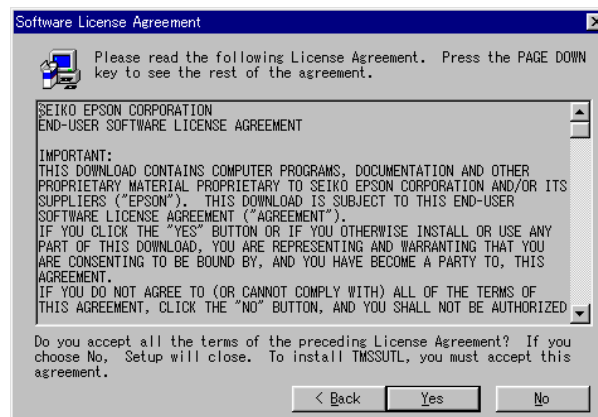 Software License Agreement
Please read the following License Agreement.  Press the PAGE DOWN
key to see the rest of the agreement.
SEIKO EPSON CORPORATION
END-USER SOFTWARE LICENSE AGREEMENT
IMPORTANT:
THIS DOWNLOAD CONTAINS COMPUTER PROGRAMS, DOCUMENTATION AND OTHER
PROPRIETARY MATERIAL PROPRIETARY TO SEIKO EPSON CORPORATION AND/OR ITS
SUPPLIERS ("EPSON").  THIS DOWNLOAD IS SUBJECT TO THIS END-USER
SOFTWARE LICENSE AGREEMENT ("AGREEMENT").
IF YOU CLICK THE "YES" BUTTON OR IF YOU OTHERWISE INSTALL OR USE ANY
PART OF THIS DOWNLOAD, YOU ARE REPRESENTING AND WARRANTING THAT YOU
ARE CONSENTING TO BE BOUND BY, AND YOU HAVE BECOME A PARTY TO, THIS
AGREEMENT.
IF YOU DO NOT AGREE TO (OR CANNOT COMPLY WITH) ALL OF THE TERMS OF
THIS AGREEMENT, CLICK THE "NO" BUTTON, AND YOU SHALL NOT BE AUTHORIZED
Do you accept all the terms of the preceding License Agreement?  If you
choose No,  Setup will close.  To install TMSSUTL, you must accept this
agreement.
< Back
Yes
No